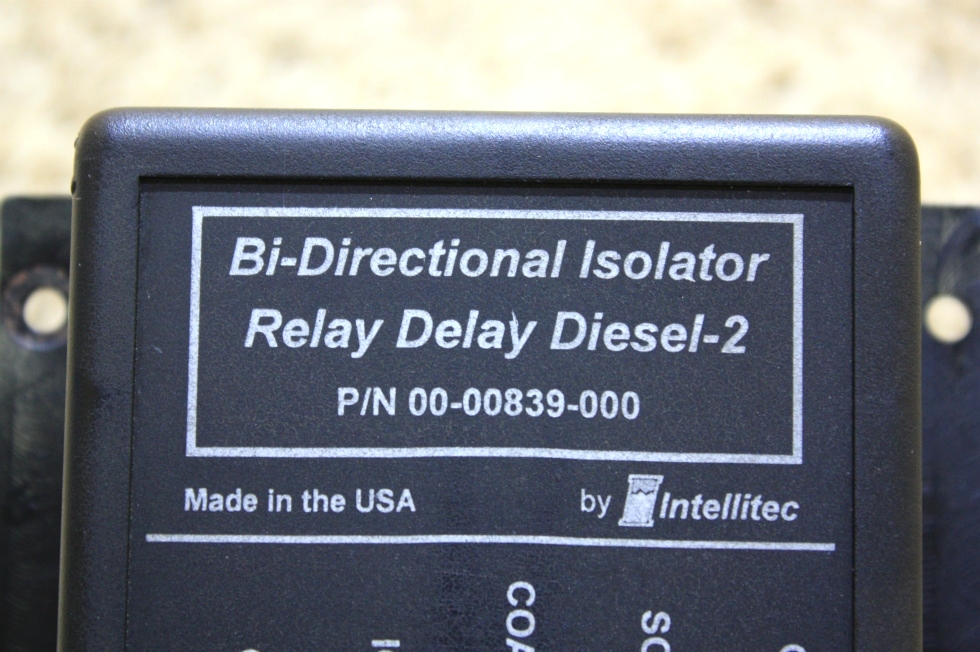 Bi-Directional Isolator
Relay Delay Diesel-2
P/N 00-00839-000
Made in the USA
by Intellitec